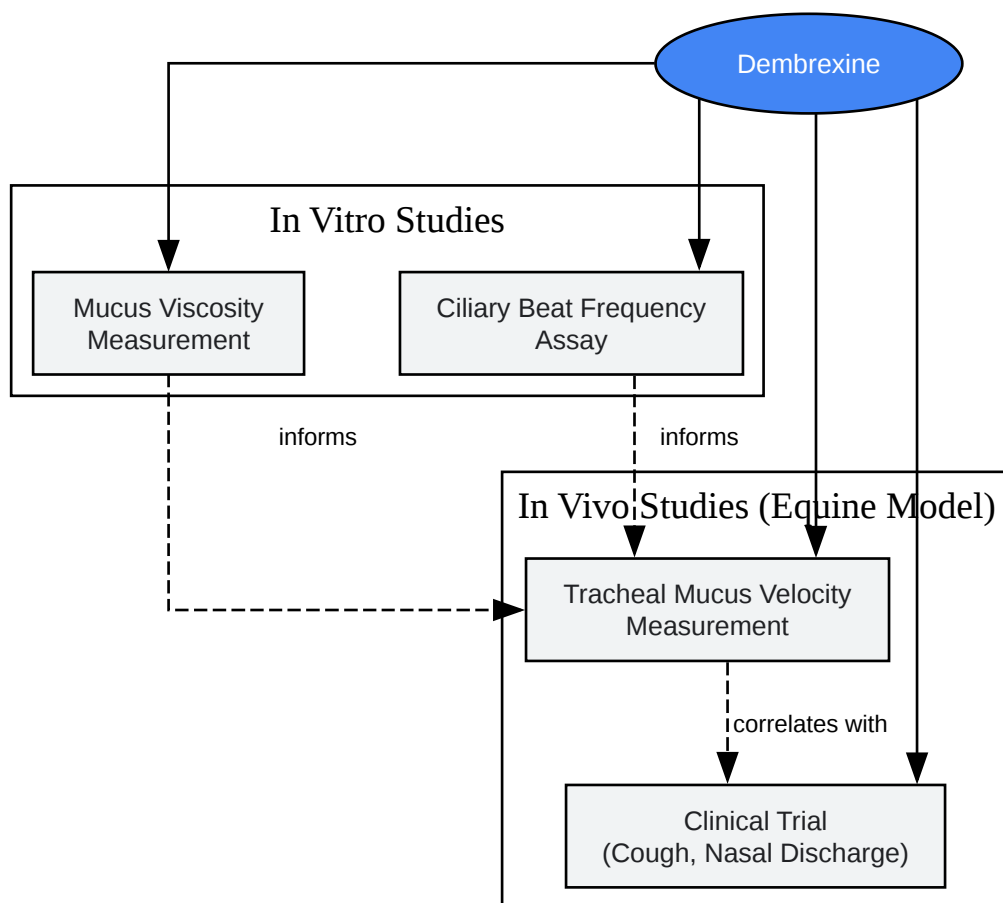 Dembrexine
In Vitro Studies
Mucus Viscosity
Measurement
Ciliary Beat Frequency
Assay
informs
informs
In Vivo Studies (Equine Model)
Tracheal Mucus Velocity
Measurement
correlates with
Clinical Trial
(Cough, Nasal Discharge)